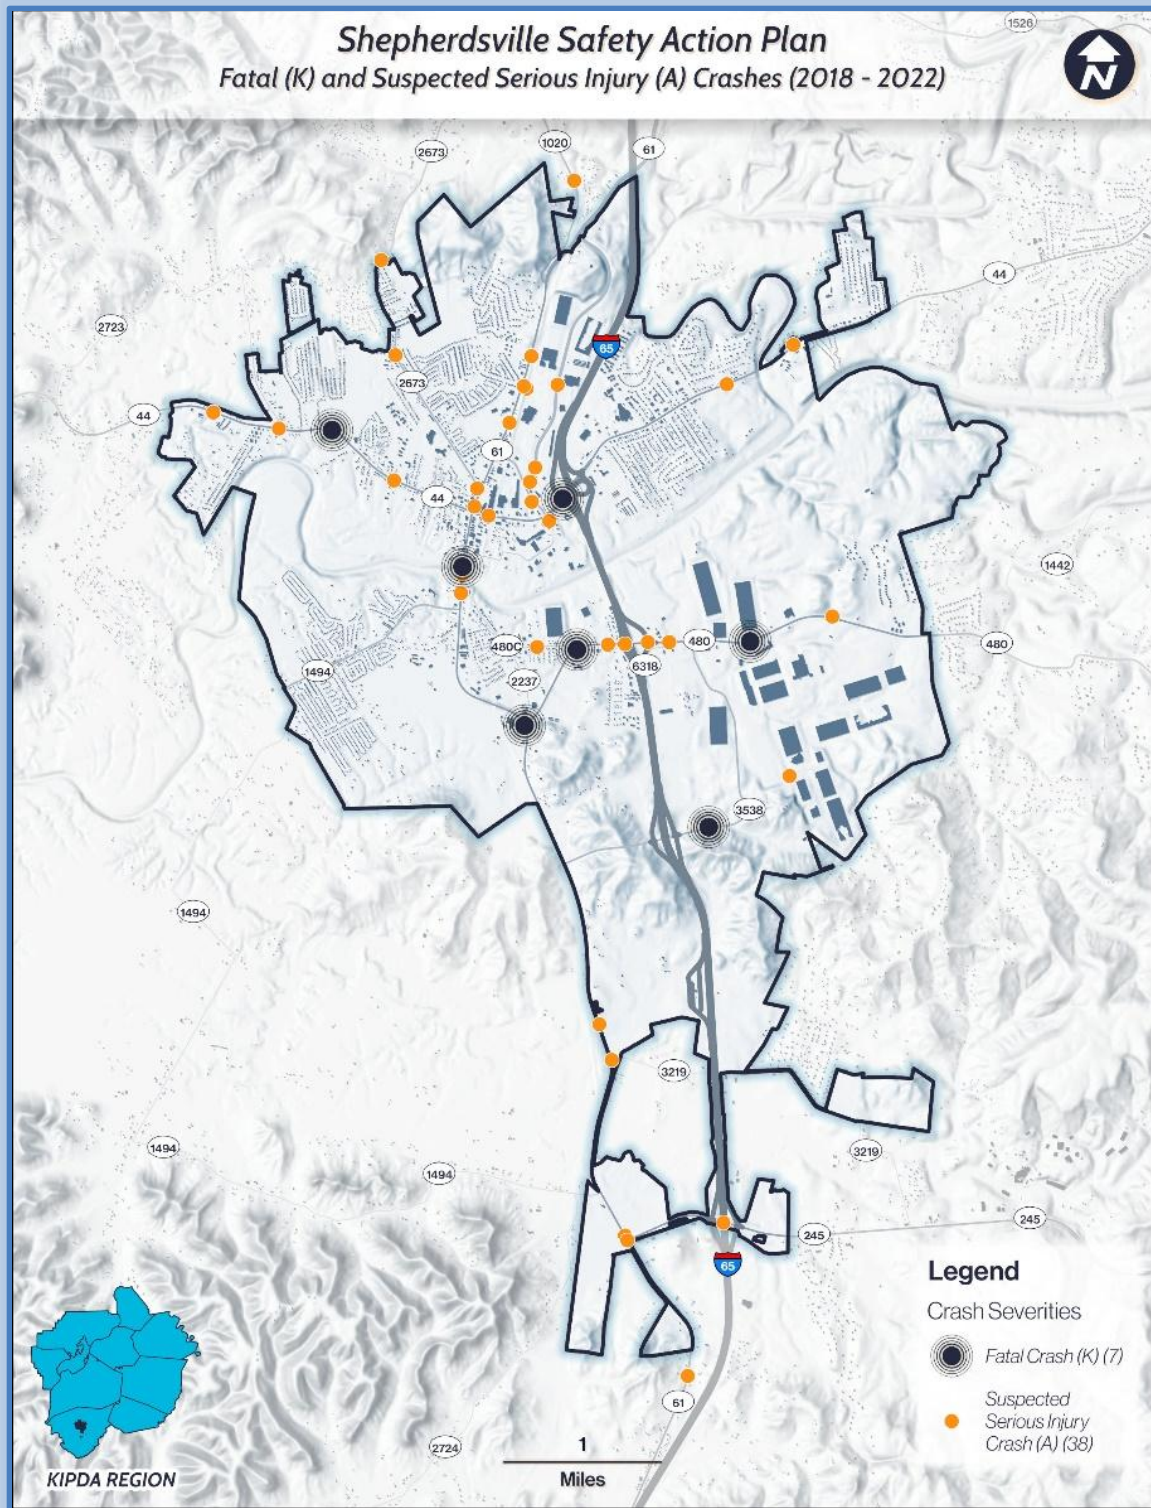 Shepherdsville Safety Action Plan
Fatal (K) and Suspected Serious Injury (A) Crashes (2018 - 2022)
N
1526
2673
1020
61
44
2723
65
2673
44
61
44
1442
480
480C
480
6318
1494
2237
3538
1494
3219
1494
1494
3219
245
245
65
61
2724
1
Miles
KIPDA REGION
Legend
Crash Severities
Fatal Crash (K) (7)
Suspected
Serious Injury
Crash (A) (38)